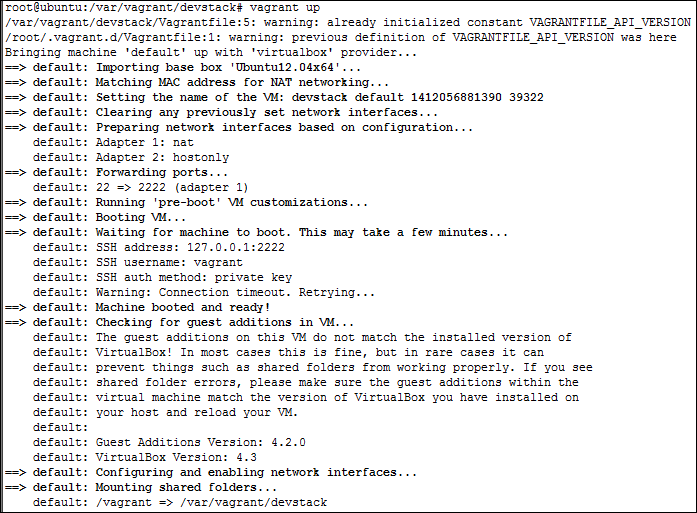 root@ubuntu:/var/vagrant/devstack# vagrant up
/var/vagrant/devstack/Vagrantfile:5: warning: already initialized constant VAGRANTFILE_API_VERSION
/root/.vagrant.d/Vagrantfile:1: warning: previous definition of VAGRANTFILE_API_VERSION was here
Bringing machine 'default' up with 'virtualbox' provider...
==> default: Importing base box 'Ubuntu12.04x64'...
==> default: Matching MAC address for NAT networking...
==> default: Setting the name of the VM: devstack default 1412056881390 39322
==> default: Clearing any previously set network interfaces...
==> default: Preparing network interfaces based on configuration...
    default: Adapter 1: nat
    default: Adapter 2: hostonly
==> default: Forwarding ports...
    default: 22 => 2222 (adapter 1)
==> default: Running 'pre-boot' VM customizations...
==> default: Booting VM...
==> default: Waiting for machine to boot. This may take a few minutes...
    default: SSH address: 127.0.0.1:2222
    default: SSH username: vagrant
    default: SSH auth method: private key
    default: Warning: Connection timeout. Retrying...
==> default: Machine booted and ready!
==> default: Checking for guest additions in VM...
    default: The guest additions on this VM do not match the installed version of
    default: VirtualBox! In most cases this is fine, but in rare cases it can
    default: prevent things such as shared folders from working properly. If you see
    default: shared folder errors, please make sure the guest additions within the
    default: virtual machine match the version of VirtualBox you have installed on
    default: your host and reload your VM.
    default:
    default: Guest Additions Version: 4.2.0
    default: VirtualBox Version: 4.3
==> default: Configuring and enabling network interfaces...
==> default: Mounting shared folders...
    default: /vagrant => /var/vagrant/devstack